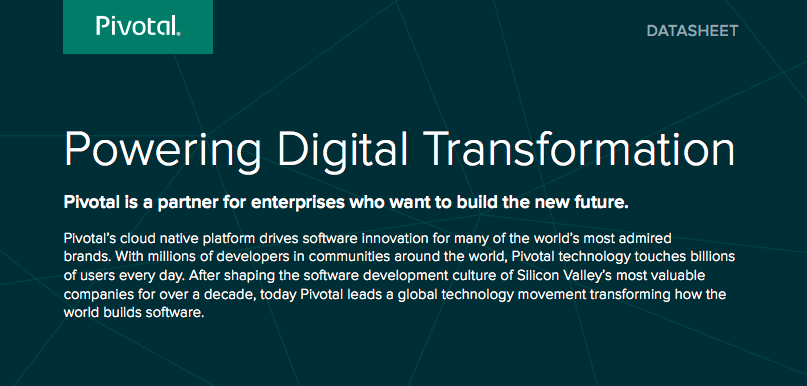 Pivotal.
DATASHEET
Powering Digital Transformation
Pivotal is a partner for enterprises who want to build the new future.
Pivotal’s cloud native platform drives software innovation for many of the world’s most admired
brands. With millions of developers in communities around the world, Pivotal technology touches billions
of users every day. After shaping the software development culture of Silicon Valley’s most valuable
companies for over a decade, today Pivotal leads a global technology movement transforming how the
world builds software.